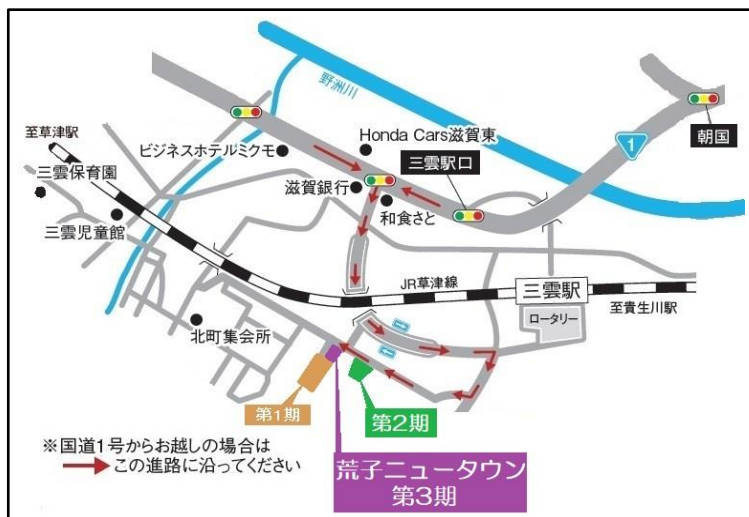 野洲川
1
朝国
至草津駅
Honda Cars滋賀東
ビジネスホテルミクモ
三雲駅口
三雲保育園
滋賀銀行
和食さと
三雲児童館
JR草津線
三雲駅
至貴生川駅
ロータリー
北町集会所
第1期
第2期
※国道1号からお越しの場合は
この進路に沿ってください
荒子ニュータウン
第3期